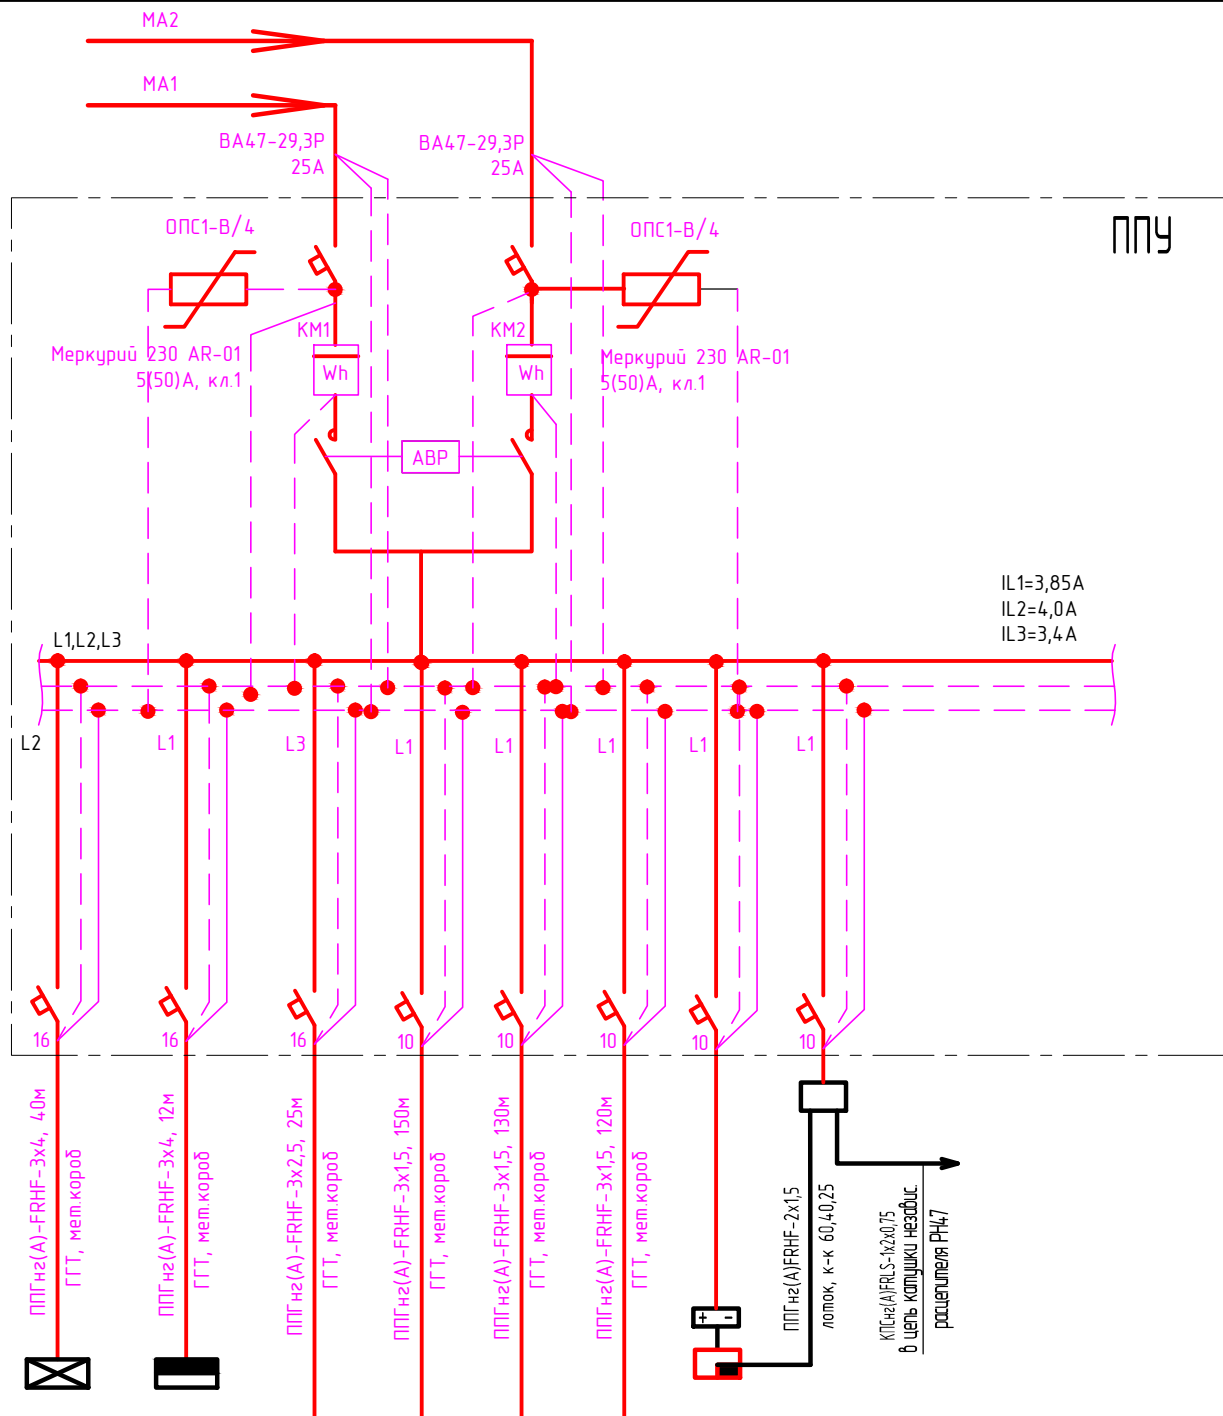 МА2
МА1
ВА47-29,3Р
25А
ВА47-29,3Р
25А
ППУ
ОПС1-В/4
ОПС1-В/4
КМ1
КМ2
Меркурий 230 AR-01
5(50)А, кл.1
Wh
Wh
Меркурий 230 AR-01
5(50)А, кл.1
АВР
IL1=3,85А
IL2=4,0А
IL3=3,4А
L1,L2,L3
L2
L1
L3
L1
L1
L1
L1
L1
16
16
16
10
10
10
10
10
ППГнг(А)-FRHF-3х4, 40м
ГГТ, мет.короб
ППГнг(А)-FRHF-3х4, 12м
ГГТ, мет.короб
ППГнг(А)-FRHF-3х2,5, 25м
ГГТ, мет.короб
ППГнг(А)-FRHF-3х1,5, 150м
ГГТ, мет.короб
ППГнг(А)-FRHF-3х1,5, 130м
ГГТ, мет.короб
ППГнг(А)-FRHF-3х1,5, 120м
ГГТ, мет.короб
+ -
ППГнг(А)FRHF-2х1,5
лоток, к-к 60,40,25
КПСнг(А)FRLS-1х2х0,75
в цепь катушки независ.
расцепителя РН47